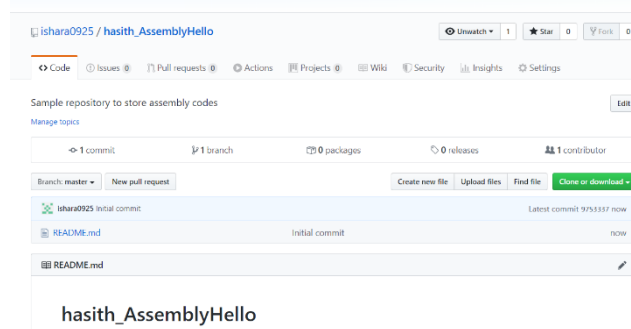 ishara0925 / hasith_AssemblyHello Unwatch 1 Star 0 Fork 0
Code Issues 0 Pull requests 0 Actions Projects 0 Wiki Security Insights Settings
Sample repository to store assembly codes Edit
Manage topics
1 commit 1 branch 0 packages 0 releases 1 contributor
Branch: master New pull request Create new file Upload files Find file Clone or download
ishara0925 Initial commit Latest commit 9753337 now
README.md Initial commit now
README.md
hasith_AssemblyHello